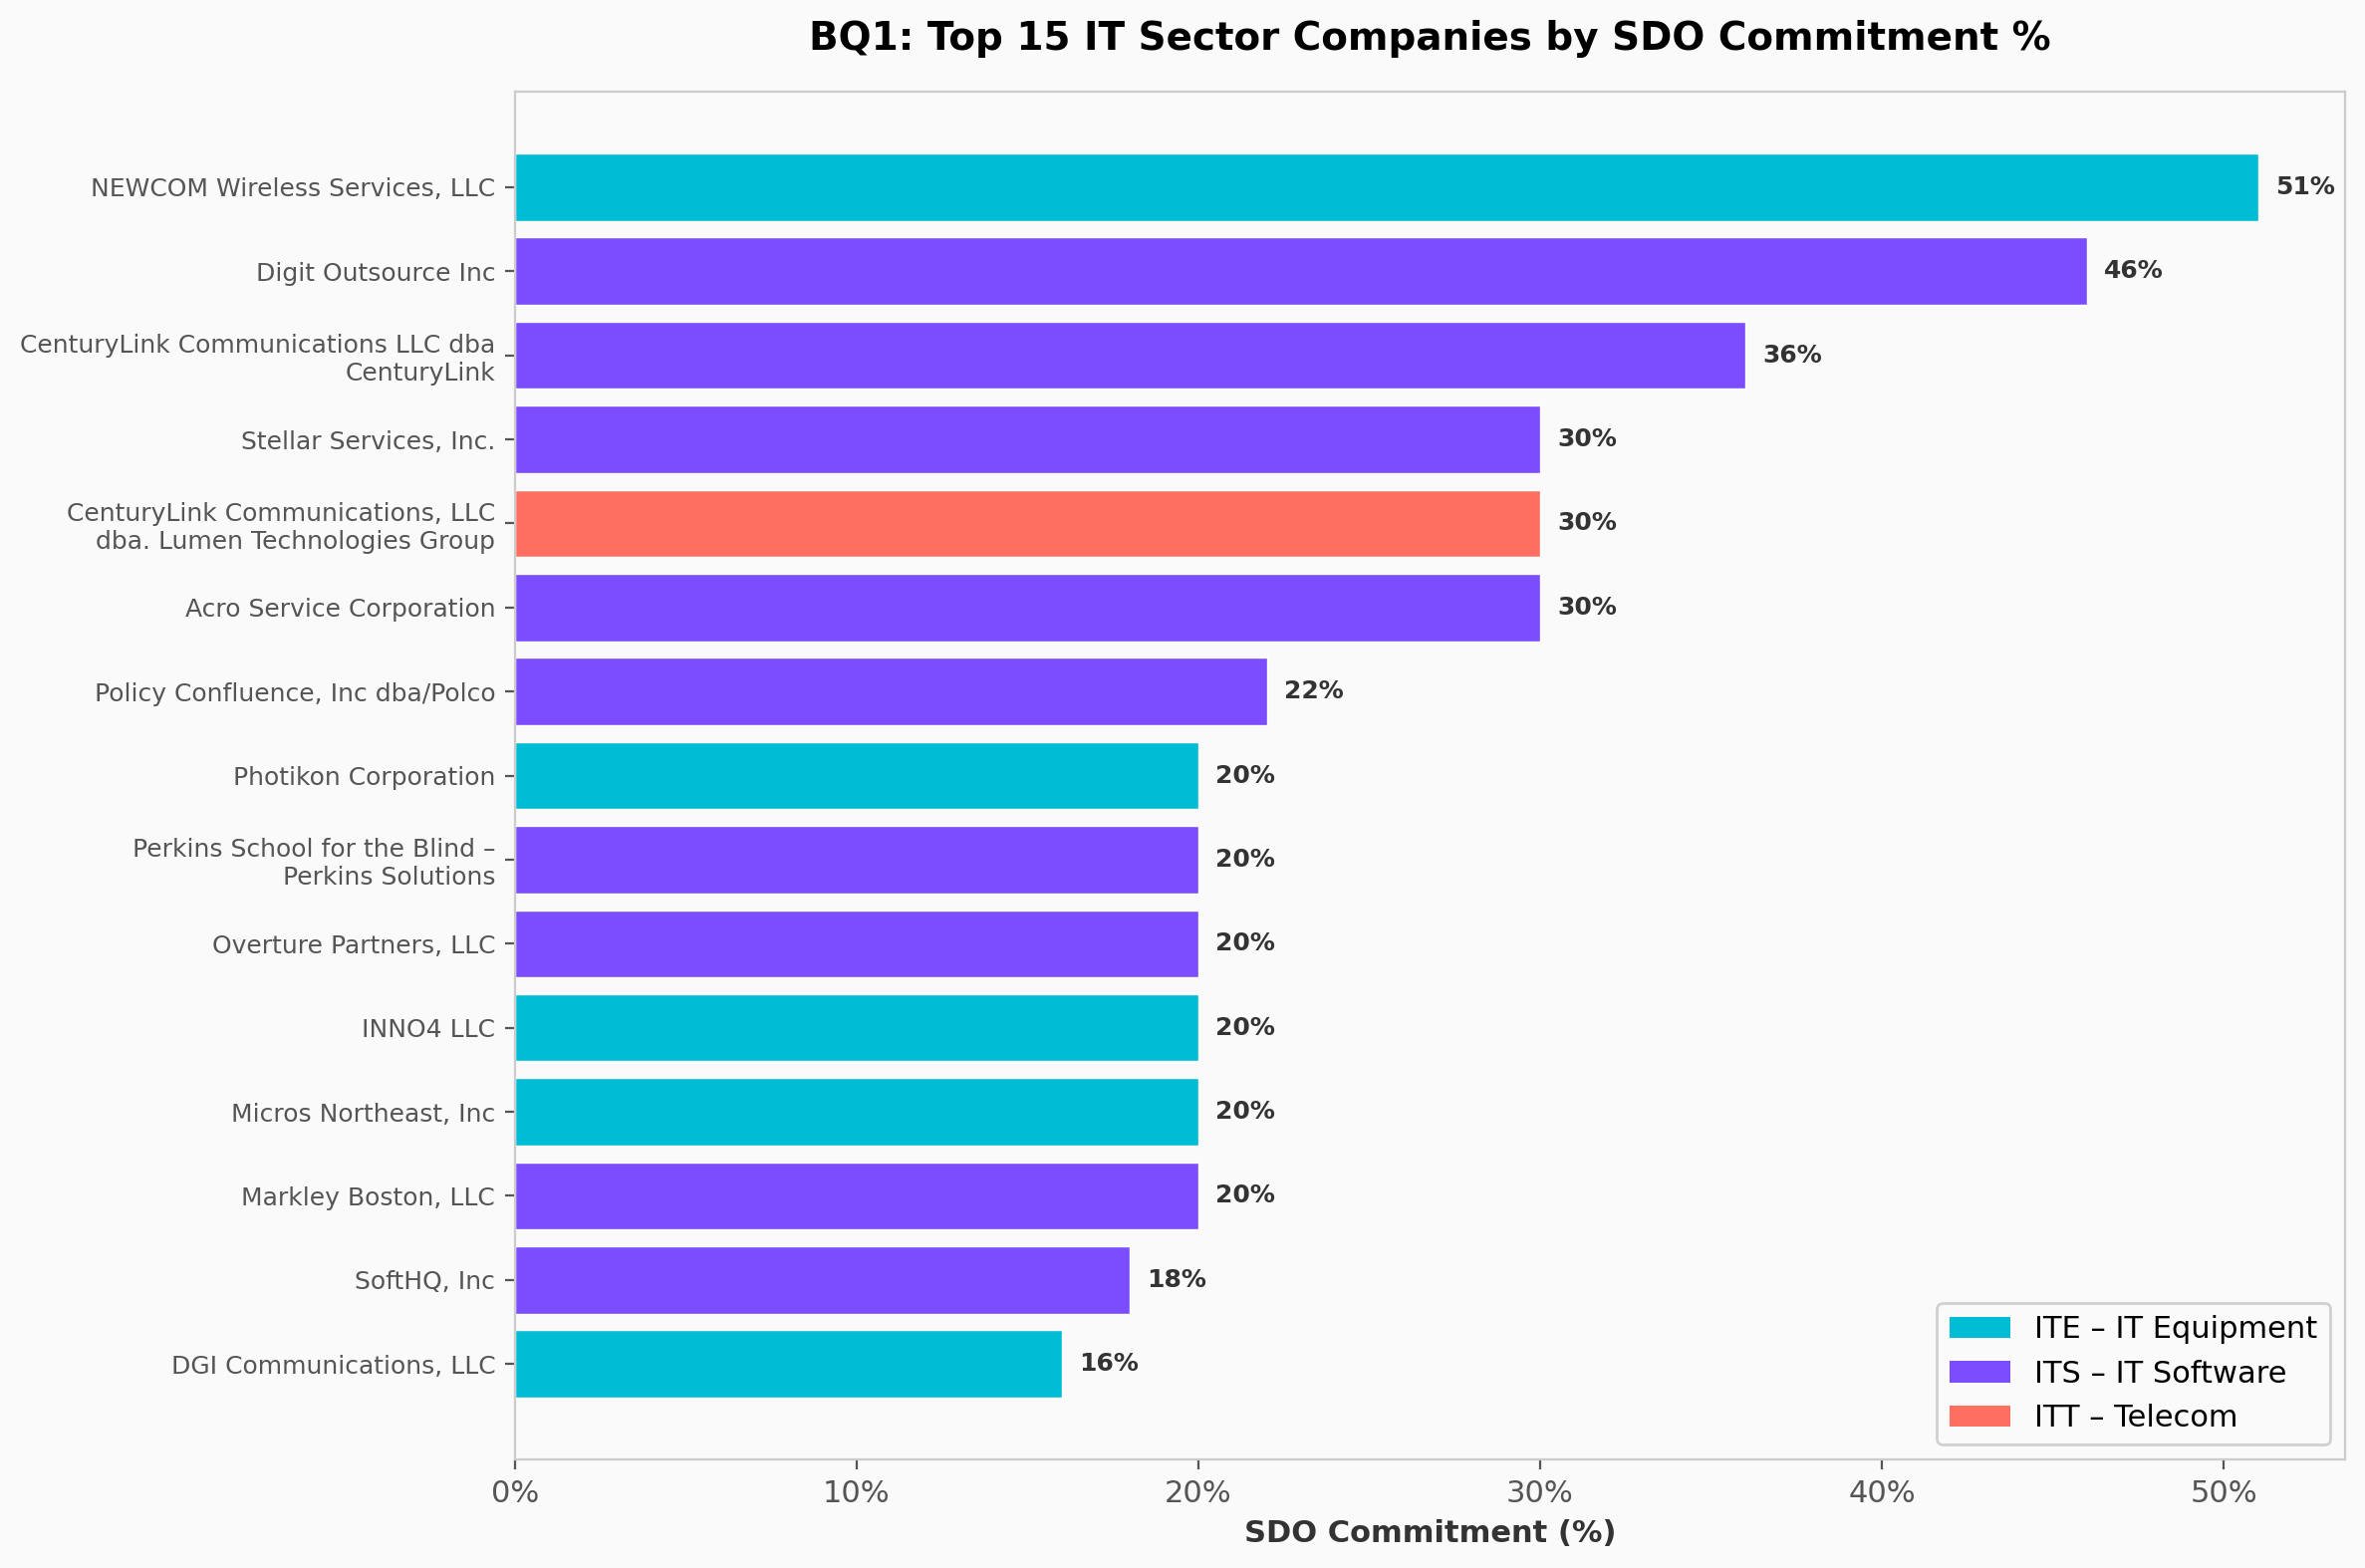 BQ1: Top 15 IT Sector Companies by SDO Commitment %
NEWCOM Wireless Services, LLC
51%
Digit Outsource Inc
46%
CenturyLink Communications LLC dba
CenturyLink
36%
Stellar Services, Inc.
30%
CenturyLink Communications, LLC
dba. Lumen Technologies Group
30%
Acro Service Corporation
30%
Policy Confluence, Inc dba/Polco
22%
Photikon Corporation
20%
Perkins School for the Blind –
Perkins Solutions
20%
Overture Partners, LLC
20%
INNO4 LLC
20%
Micros Northeast, Inc
20%
Markley Boston, LLC
20%
SoftHQ, Inc
18%
DGI Communications, LLC
16%
ITE – IT Equipment
ITS – IT Software
ITT – Telecom
0% 10% 20% 30% 40% 50%
SDO Commitment (%)